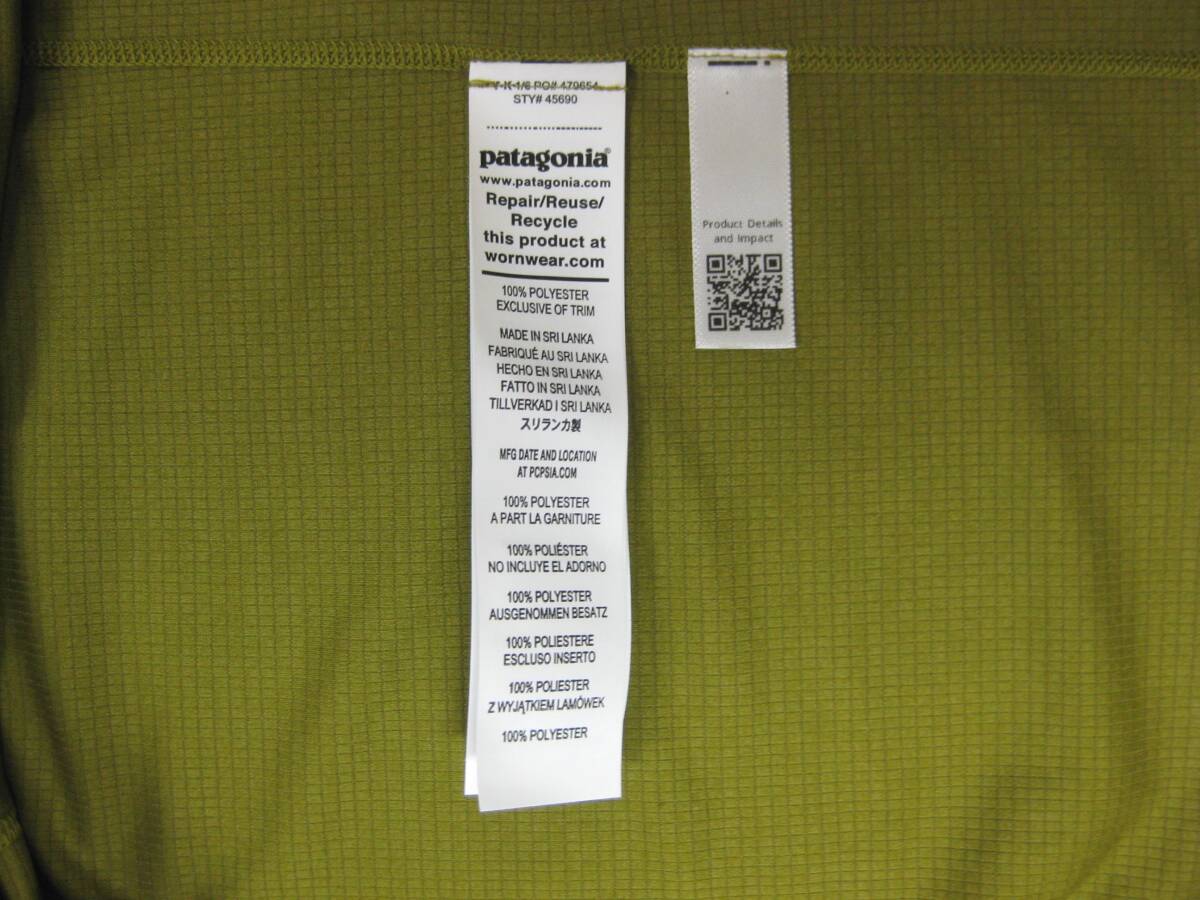 PO# 479654
STY# 45690
patagonia®
www.patagonia.com
Repair/Reuse/
Recycle
this product at
wornwear.com
100% POLYESTER
EXCLUSIVE OF TRIM
MADE IN SRI LANKA
FABRIQUÉ AU SRI LANKA
HECHO EN SRI LANKA
FATTO IN SRI LANKA
TILLVERKAD I SRI LANKA
スリランカ製
MFG DATE AND LOCATION
AT PCPSIA.COM
100% POLYESTER
A PART LA GARNITURE
100% POLIÉSTER
NO INCLUYE EL ADORNO
100% POLYESTER
AUSGENOMMEN BESATZ
100% POLIESTERE
ESCLUSO INSERTO
100% POLIESTER
Z WYJĄTKIEM LAMÓWEK
100% POLYESTER
Product Details
and Impact